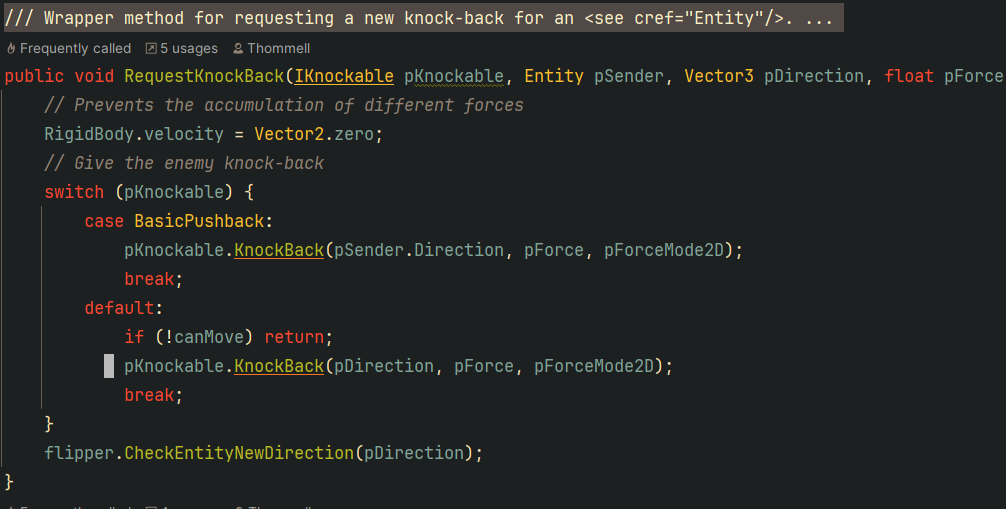 /// Wrapper method for requesting a new knock-back for an <see cref="Entity"/>. ...
Frequently called 5 usages Thommell
public void RequestKnockBack(IKnockable pKnockable, Entity pSender, Vector3 pDirection, float pForce
// Prevents the accumulation of different forces
RigidBody.velocity = Vector2.zero;
// Give the enemy knock-back
switch (pKnockable) {
case BasicPushback:
pKnockable.KnockBack(pSender.Direction, pForce, pForceMode2D);
break;
default:
if (!canMove) return;
pKnockable.KnockBack(pDirection, pForce, pForceMode2D);
break;
}
flipper.CheckEntityNewDirection(pDirection);
}